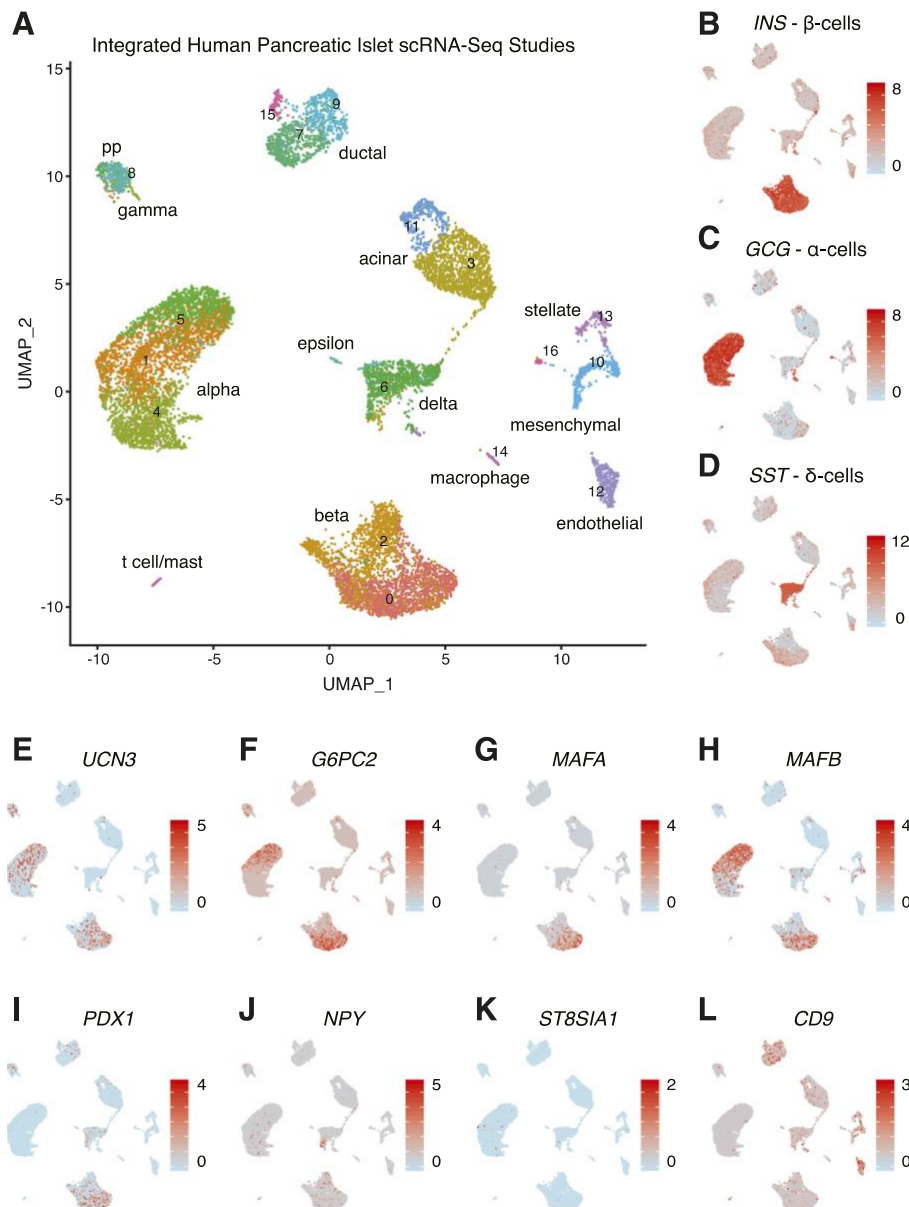 A
Integrated Human Pancreatic Islet scRNA-Seq Studies
15
10
5
0
-5
-10
UMAP_2
-10
-5
0
5
10
UMAP_1
15
9
7
ductal
pp
8
gamma
11
acinar
3
stellate
13
5
epsilon
16
1
10
6
alpha
delta
4
mesenchymal
14
macrophage
12
endothelial
beta
2
t cell/mast
0
B
INS - β-cells
8
0
C
GCG - α-cells
8
0
D
SST - δ-cells
12
0
E
UCN3
5
0
F
G6PC2
4
0
G
MAFA
4
0
H
MAFB
4
0
I
PDX1
4
0
J
NPY
5
0
K
ST8SIA1
2
0
L
CD9
3
0